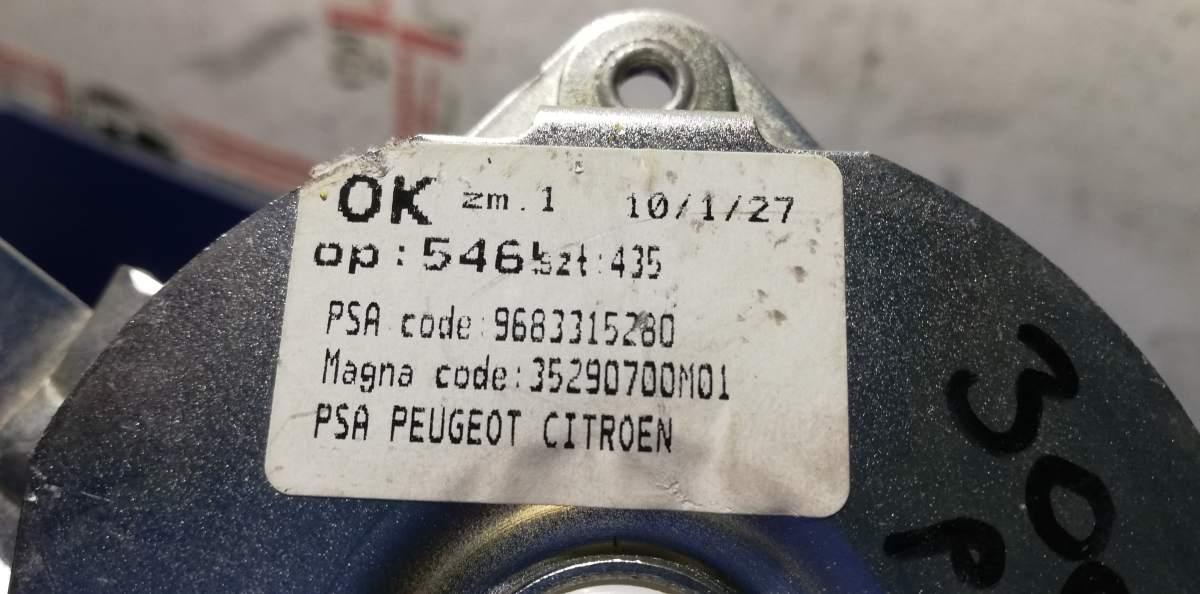 OK zm.1 10/1/27
op:546 szt:435
PSA code:9683315280
Magna code:35290700M01
PSA PEUGEOT CITROEN